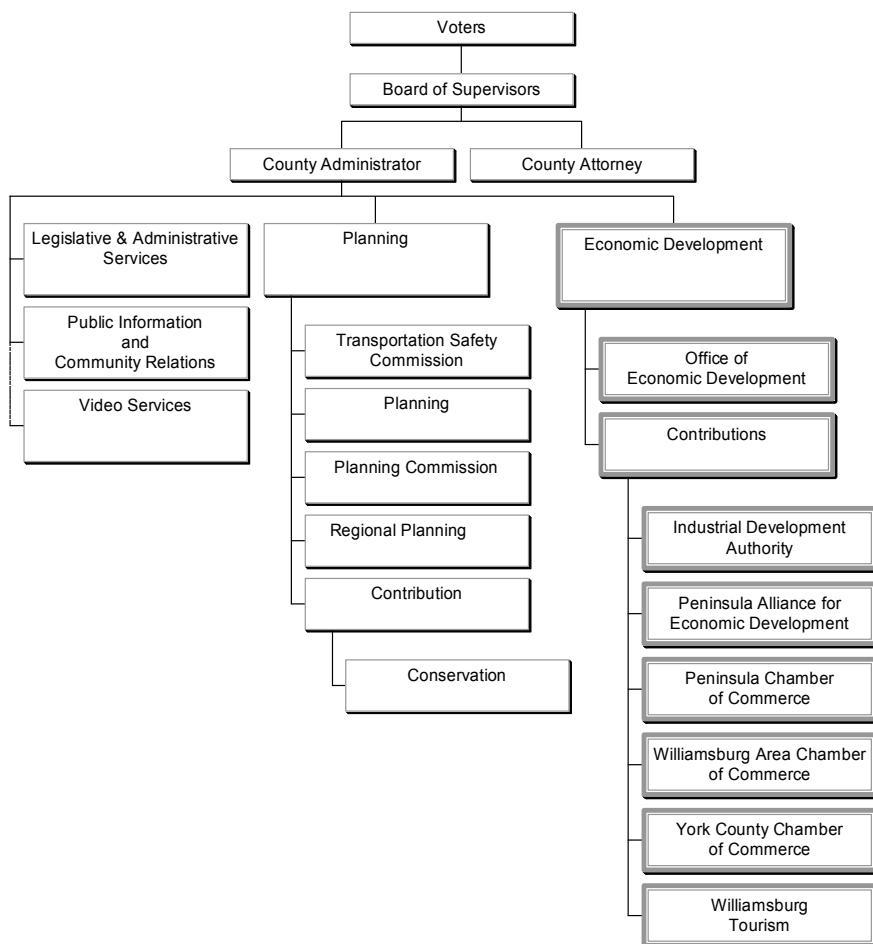 Voters
Board of Supervisors
County Administrator
County Attorney
Legislative & Administrative
Services
Public Information
and
Community Relations
Video Services
Planning
Transportation Safety
Commission
Planning
Planning Commission
Regional Planning
Contribution
Conservation
Economic Development
Office of
Economic Development
Contributions
Industrial Development
Authority
Peninsula Alliance for
Economic Development
Peninsula Chamber
of Commerce
Williamsburg Area Chamber
of Commerce
York County Chamber
of Commerce
Williamsburg
Tourism